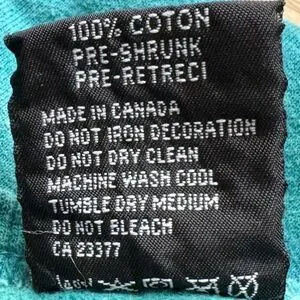 100% COTON
PRE-SHRUNK
PRE-RETRECI
MADE IN CANADA
DO NOT IRON DECORATION
DO NOT DRY CLEAN
MACHINE WASH COOL
TUMBLE DRY MEDIUM
DO NOT BLEACH
CA 23377